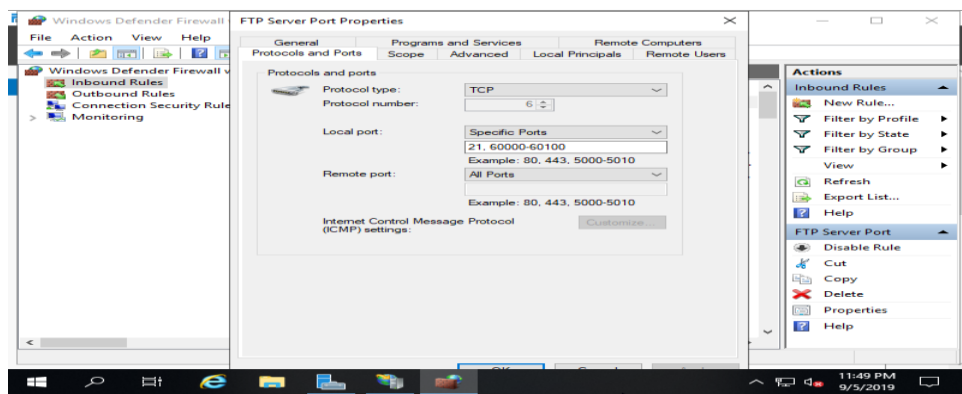 Windows Defender Firewall
FTP Server Port Properties
File Action View Help
Windows Defender Firewall
Inbound Rules
Outbound Rules
Connection Security Rule
Monitoring
General
Programs and Services
Remote Computers
Protocols and Ports
Scope
Advanced
Local Principals
Remote Users
Protocols and ports
Protocol type:
TCP
Protocol number:
6
Local port:
Specific Ports
21, 60000-60100
Example: 80, 443, 5000-5010
Remote port:
All Ports
Example: 80, 443, 5000-5010
Internet Control Message Protocol
(ICMP) settings:
Customize...
Actions
Inbound Rules
New Rule...
Filter by Profile
Filter by State
Filter by Group
View
Refresh
Export List...
Help
FTP Server Port
Disable Rule
Cut
Copy
Delete
Properties
Help
11:49 PM
9/5/2019